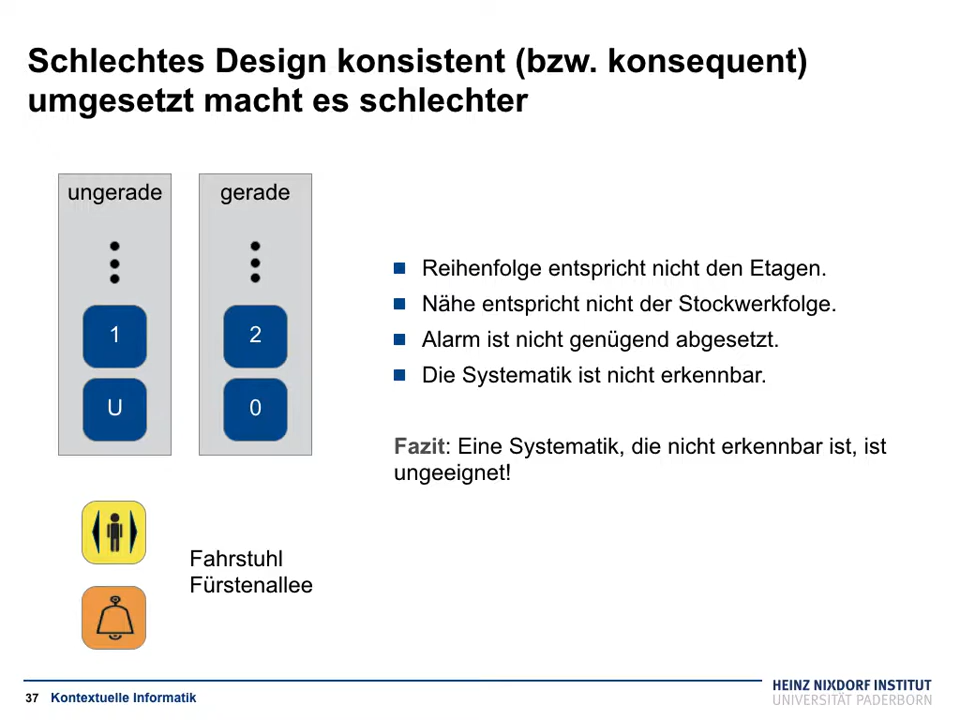 Schlechtes Design konsistent (bzw. konsequent)
umgesetzt macht es schlechter
ungerade
gerade
1
2
U
0
Reihenfolge entspricht nicht den Etagen.
Nähe entspricht nicht der Stockwerkfolge.
Alarm ist nicht genügend abgesetzt.
Die Systematik ist nicht erkennbar.
Fazit: Eine Systematik, die nicht erkennbar ist, ist
ungeeignet!
Fahrstuhl
Fürstenallee
37 Kontextuelle Informatik
HEINZ NIXDORF INSTITUT
UNIVERSITÄT PADERBORN